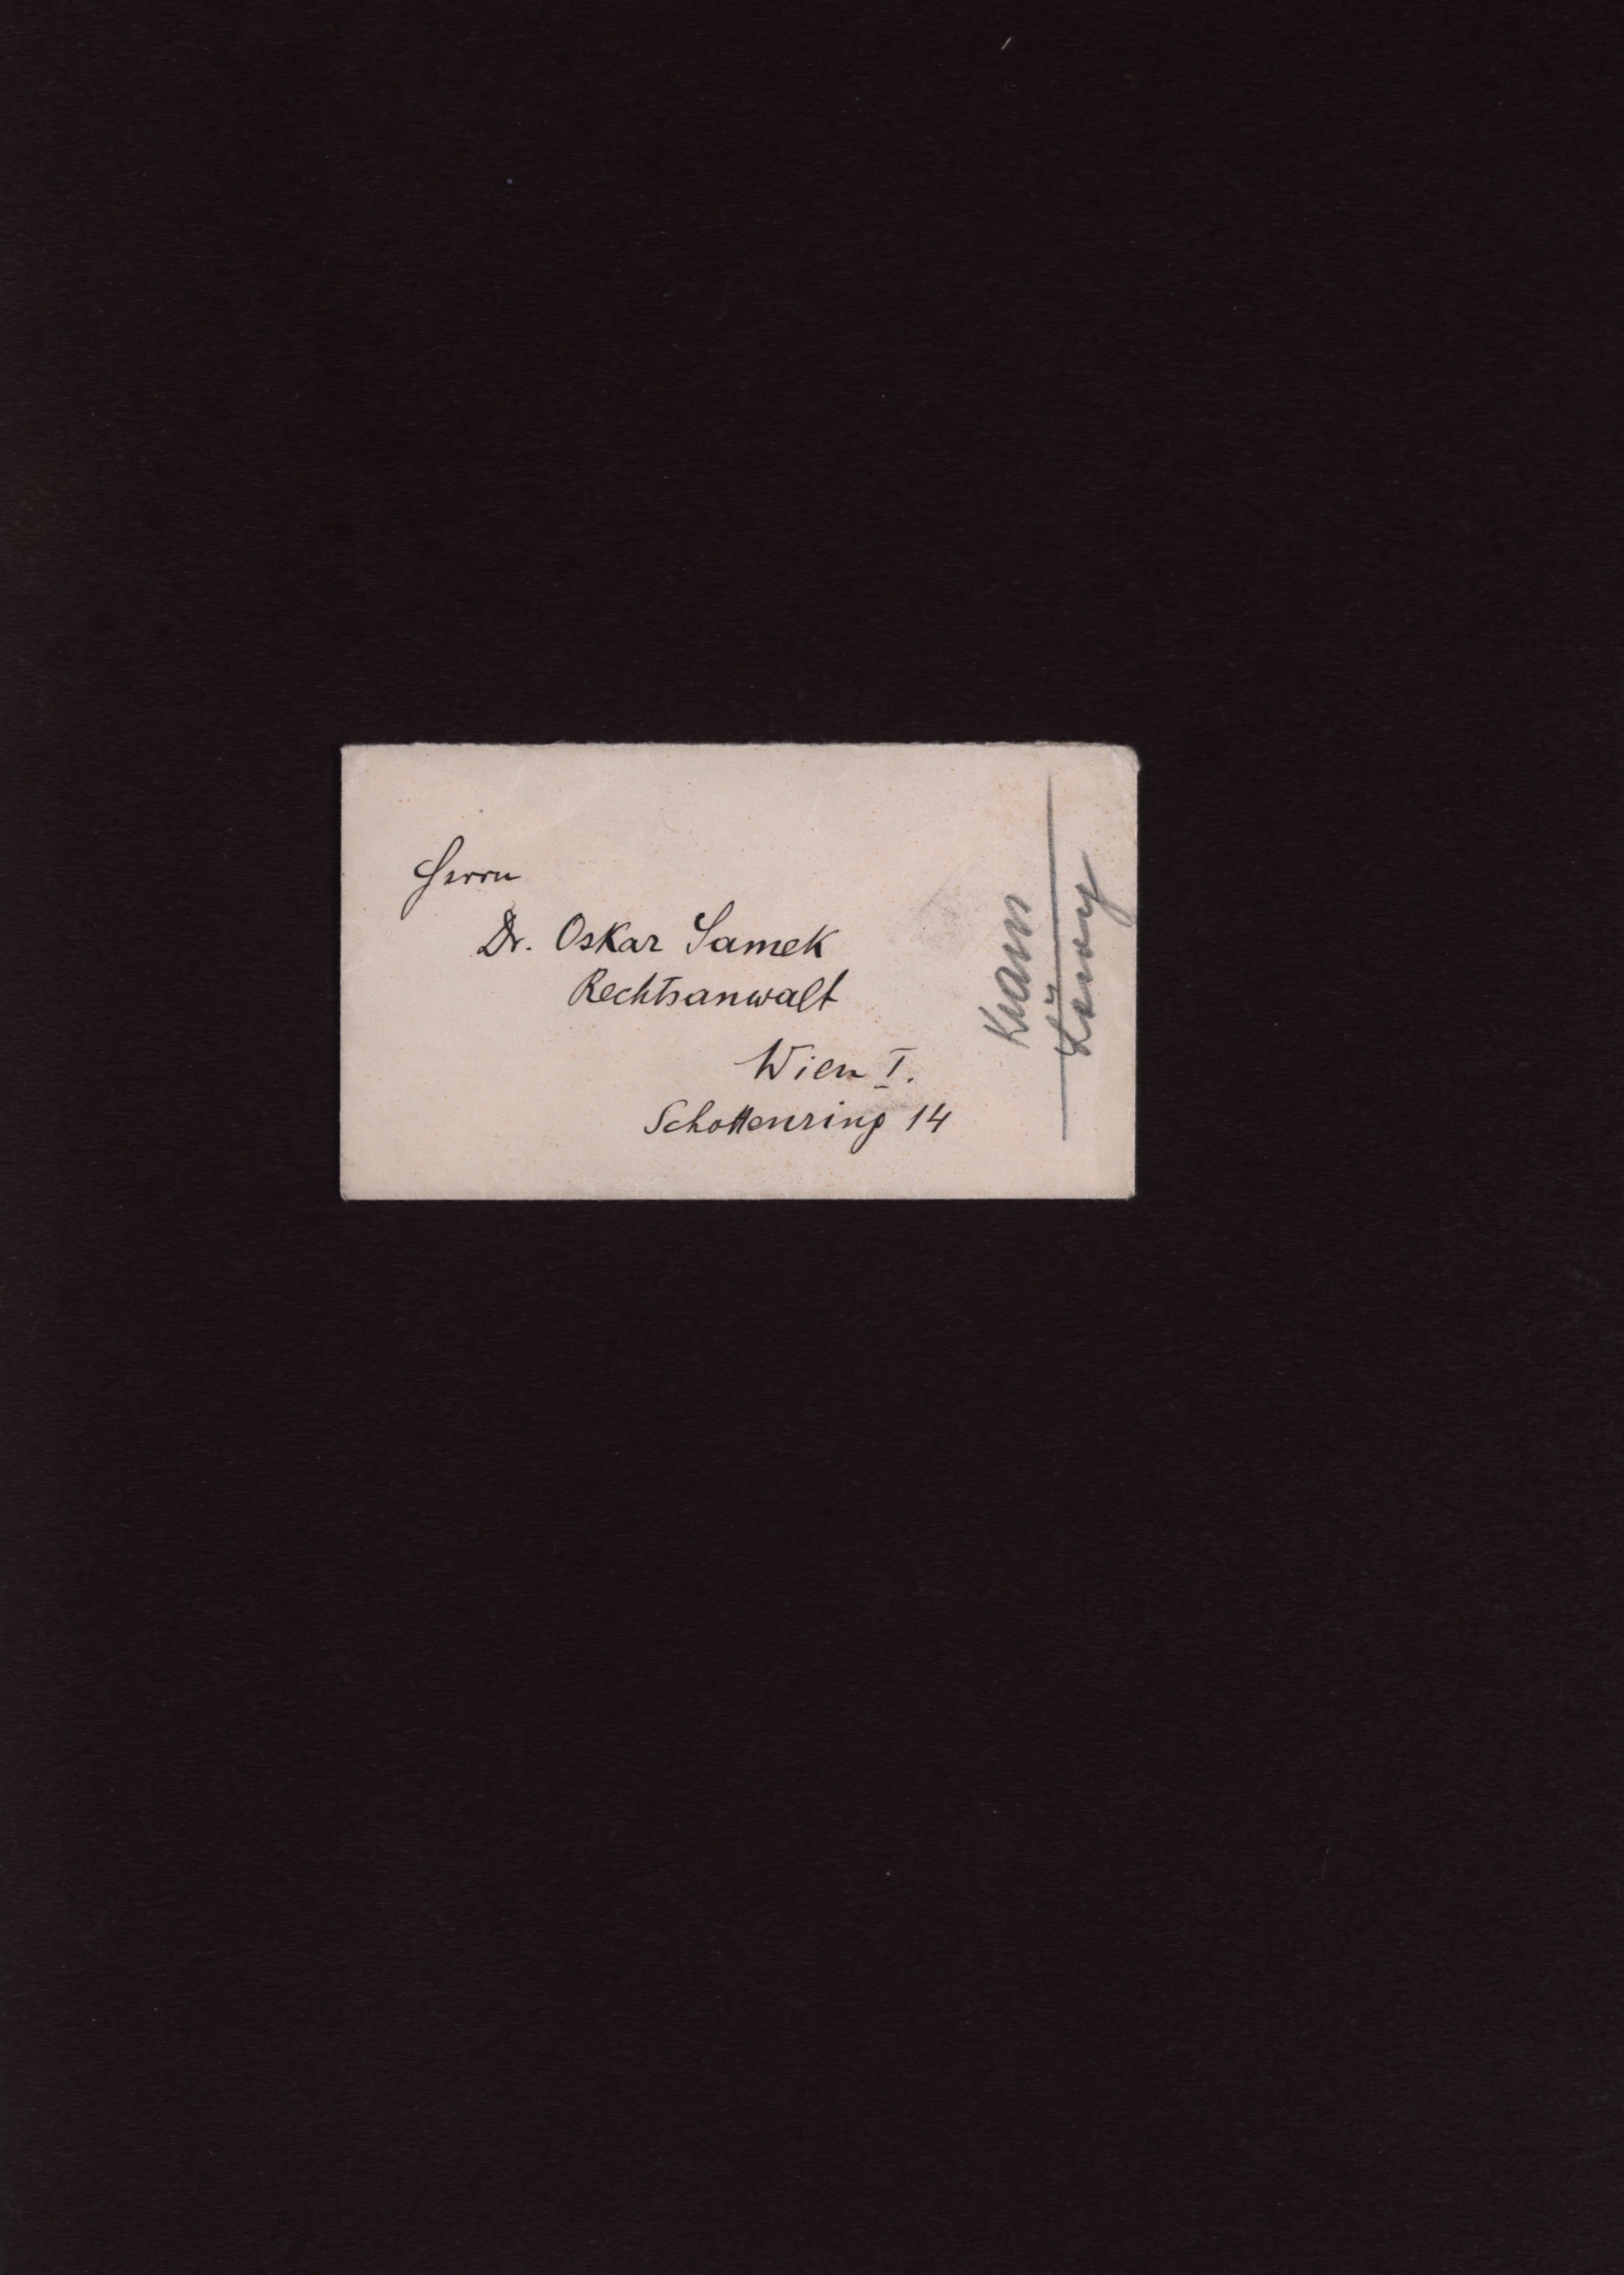 Herrn
Dr. Oskar Samek
Rechtsanwalt
Wien I.
Schottenring 14
Kraus